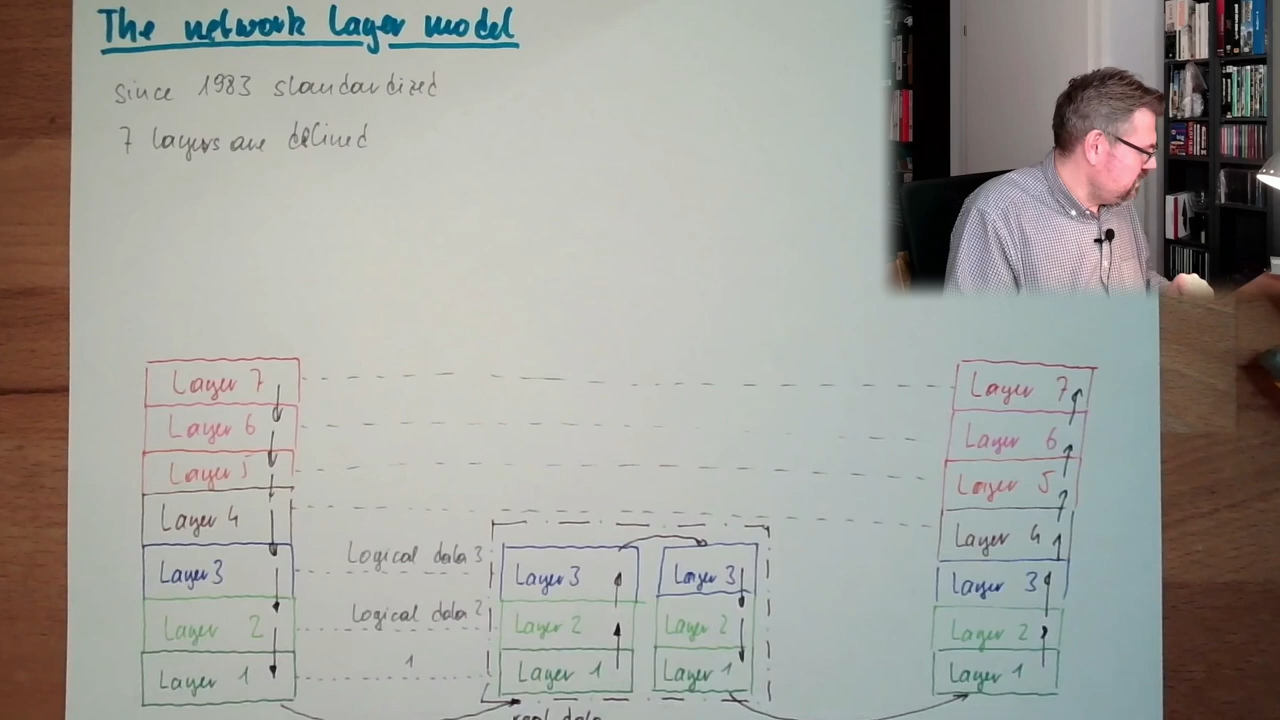 The network Layer model
since 1983 standardized
7 layers are defined
Layer 7
Layer 6
Layer 5
Layer 4
Layer 3
Layer 2
Layer 1
Logical data 3
Logical data 2
1
Layer 3
Layer 2
Layer 1
Layer 3
Layer 2
Layer 1
real data
Layer 7
Layer 6
Layer 5
Layer 4
Layer 3
Layer 2
Layer 1